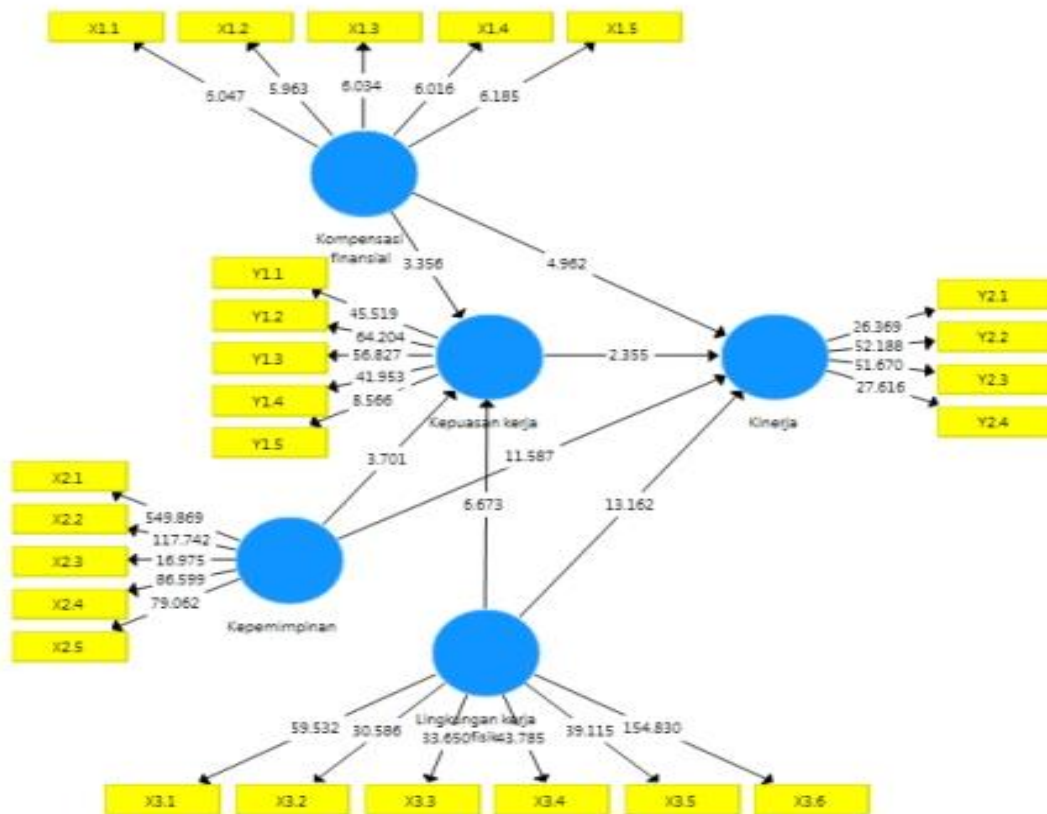 X1.1 X1.2 X1.3 X1.4 X1.5
6.047 5.963 6.034 6.016 6.185
Kompensasi
finansial
3.356 4.962
Y1.1
Y1.2
Y1.3
Y1.4
Y1.5
45.519
64.204
56.827
41.953
8.566
Kepuasan kerja
2.355
Kinerja
26.369
52.188
51.670
27.616
Y2.1
Y2.2
Y2.3
Y2.4
3.701 11.587
6.673 13.162
X2.1
X2.2
X2.3
X2.4
X2.5
549.869
117.742
16.975
86.599
79.062
Kepemimpinan
Lingkungan kerja
fisik
59.532 30.586 33.650 43.785 39.115 154.830
X3.1 X3.2 X3.3 X3.4 X3.5 X3.6